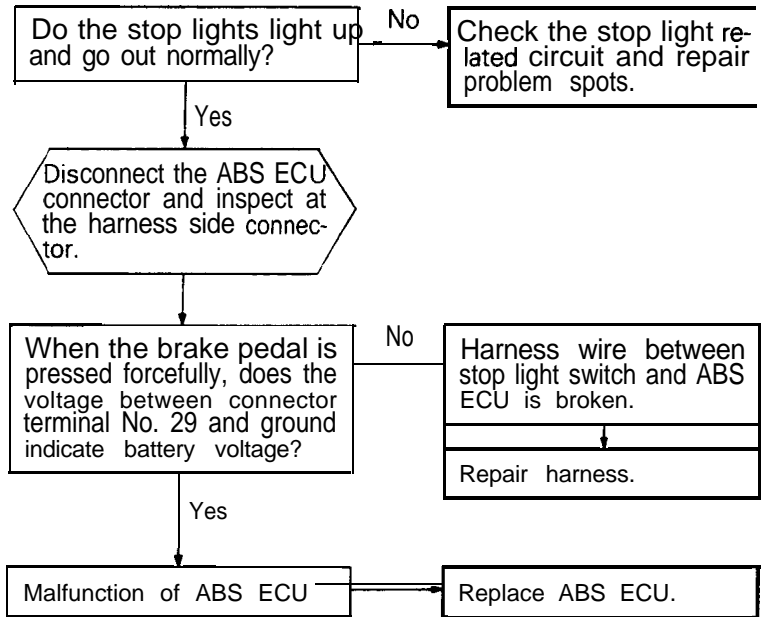 Do the stop lights light up
and go out normally?
No
Check the stop light re-
lated circuit and repair
problem spots.
Yes
Disconnect the ABS ECU
connector and inspect at
the harness side connec-
tor.
When the brake pedal is
pressed forcefully, does the
voltage between connector
terminal No. 29 and ground
indicate battery voltage?
No
Harness wire between
stop light switch and ABS
ECU is broken.
Repair harness.
Yes
Malfunction of ABS ECU
Replace ABS ECU.